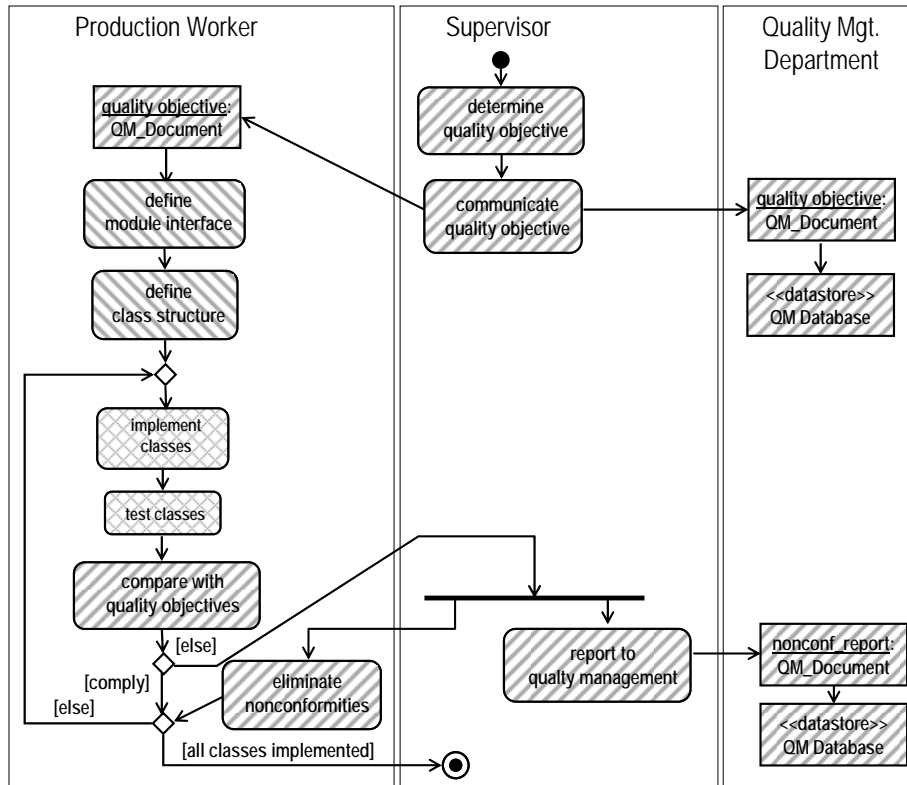 Production Worker
Supervisor
Quality Mgt.
Department
quality objective:
QM_Document
determine
quality objective
define
module interface
communicate
quality objective
quality objective:
QM_Document
define
class structure
<<datastore>>
QM Database
implement
classes
test classes
compare with
quality objectives
[else]
[comply]
[else]
eliminate
nonconformities
report to
qualty management
nonconf_report:
QM_Document
<<datastore>>
QM Database
[all classes implemented]